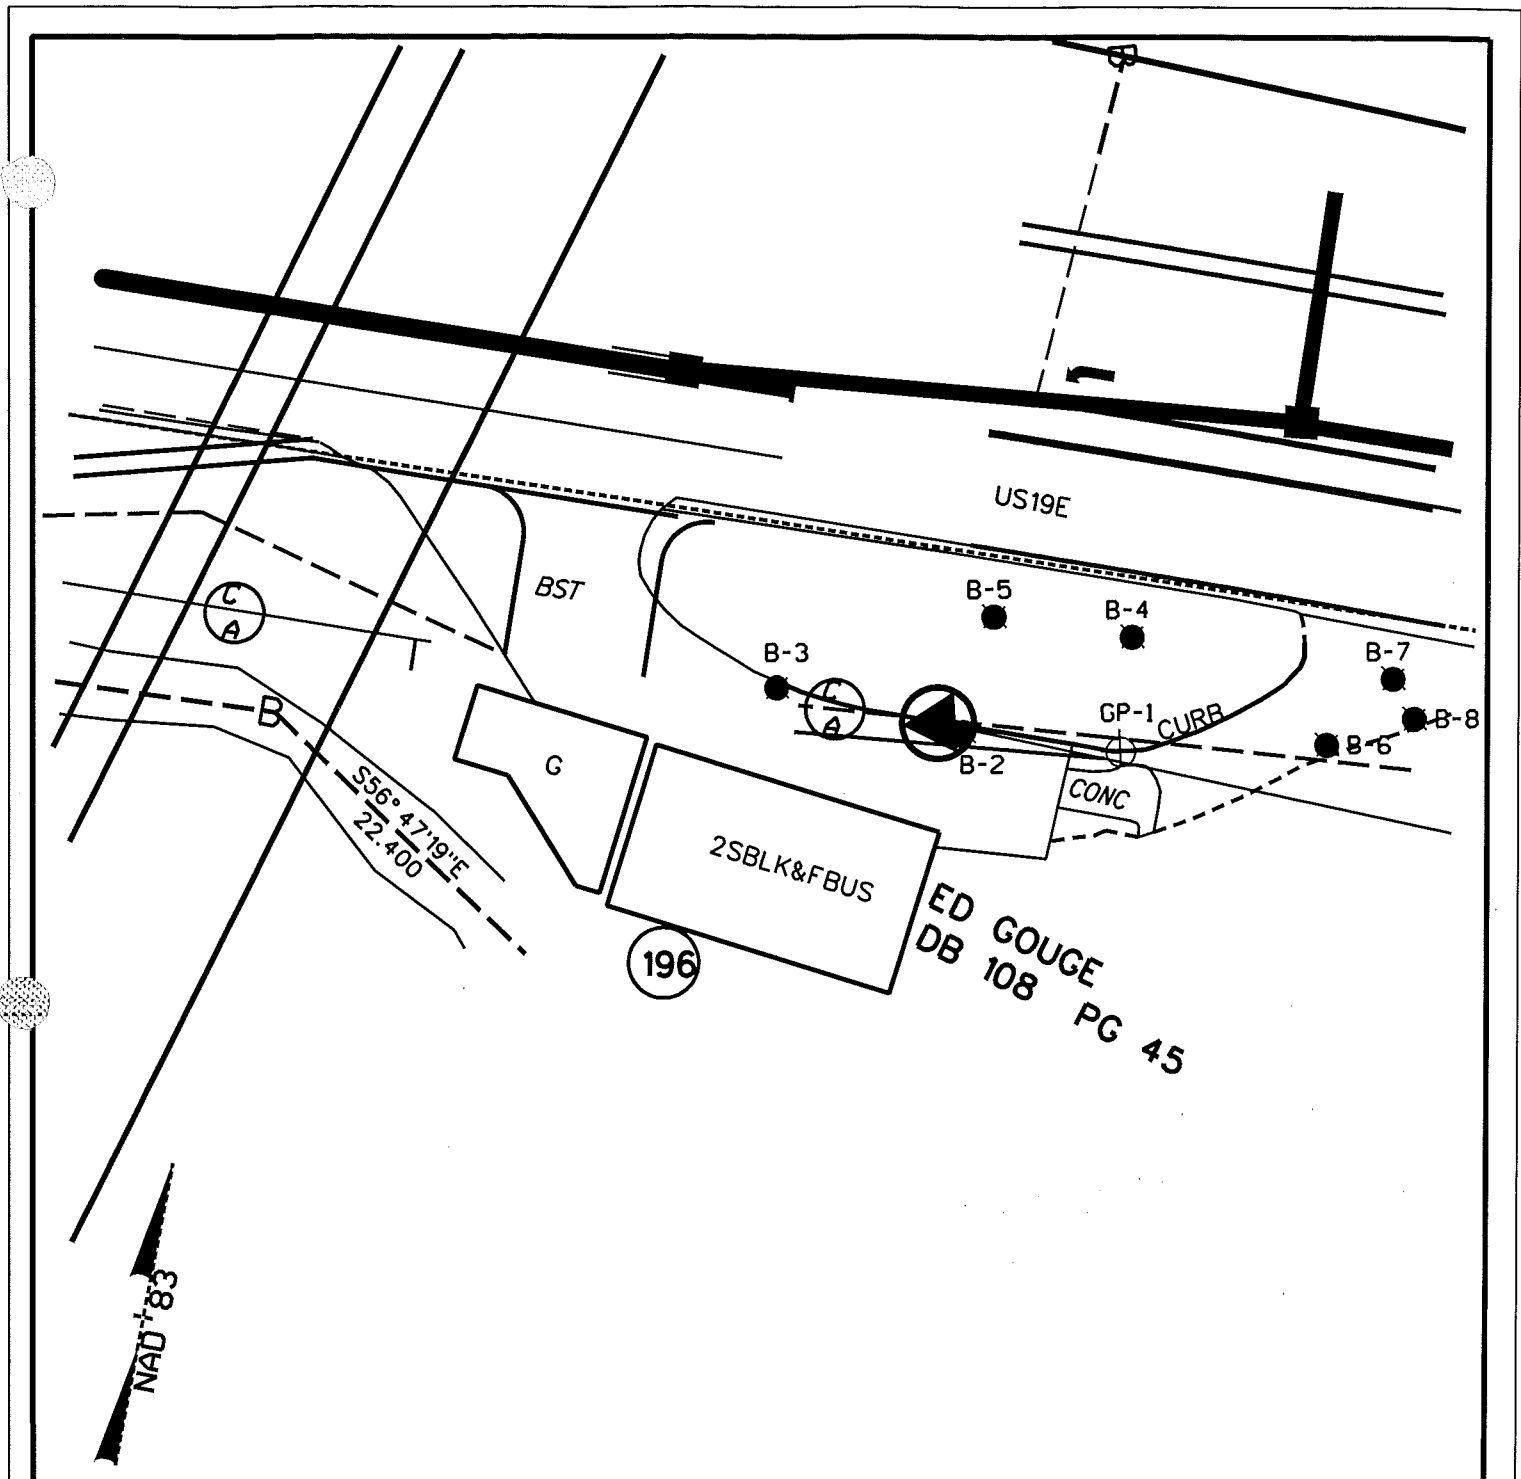 US19E
BST
B-5
B-4
C
A
B-3
B-7
C
A
GP-1
CURB
B-8
B
B-6
B-2
G
CONC
S56°47'19"E
22.400
2SBLK&FBUS
ED GOUGE
DB 108 PG 45
196
NAD 83